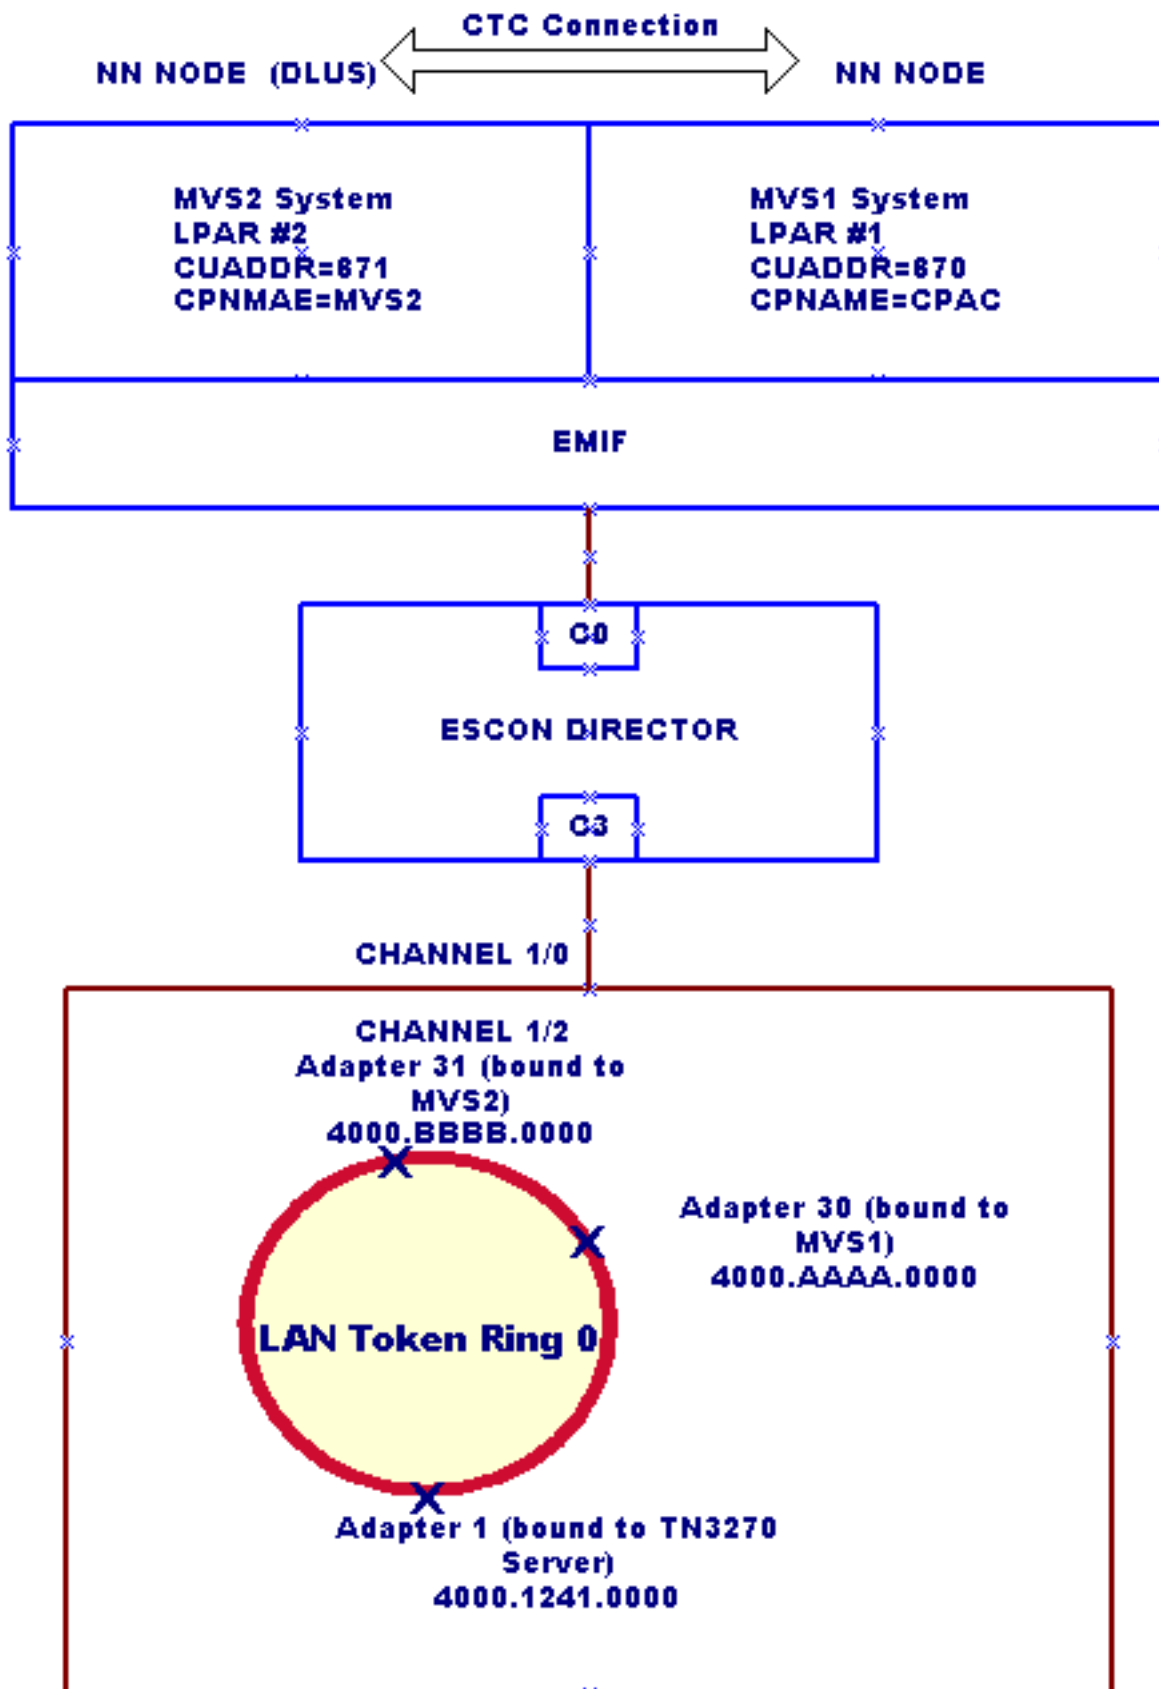 CTC Connection
NN NODE (DLUS)
NN NODE
MVS2 System
LPAR #2
CUADDR=671
CPNMAE=MVS2
MVS1 System
LPAR #1
CUADDR=670
CPNAME=CPAC
EMIF
C0
ESCON DIRECTOR
C3
CHANNEL 1/0
CHANNEL 1/2
Adapter 31 (bound to
MVS2)
4000.BBBB.0000
Adapter 30 (bound to
MVS1)
4000.AAAA.0000
LAN Token Ring 0
Adapter 1 (bound to TN3270
Server)
4000.1241.0000